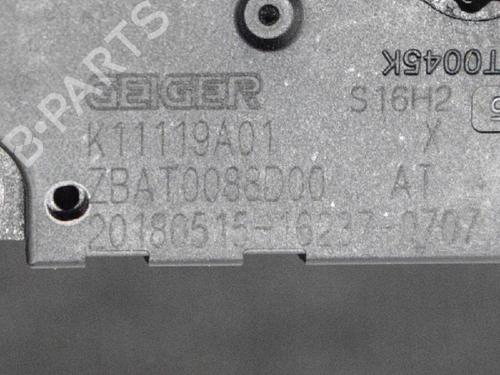 T0045K
GEIGER S16H2
K11119A01 X
ZBAT0088D00 AT
20180515-16237-0707
B-PARTS